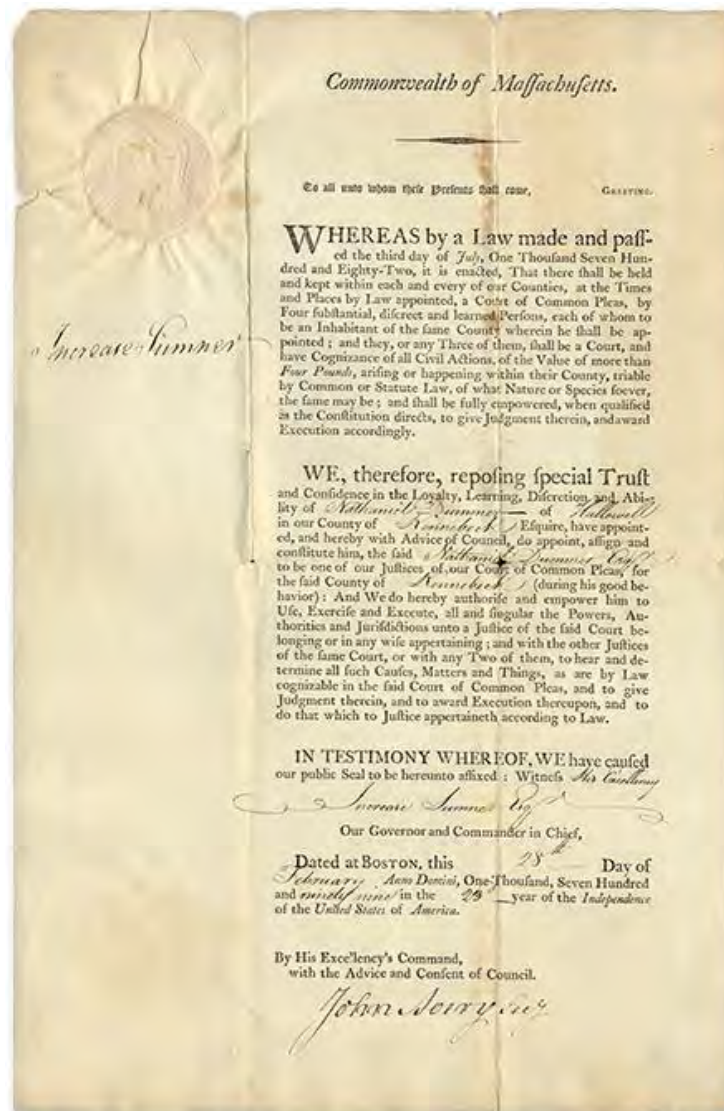 Commonwealth of Maſſachuſetts.
To all unto whom theſe Preſents ſhall come, GREETING.
WHEREAS by a Law made and paſſ-
ed the third day of July, One Thouſand Seven Hun-
dred and Eighty-Two, it is enacted, That there ſhall be held
and kept within each and every of our Counties, at the Times
and Places by Law appointed, a Court of Common Pleas, by
Four ſubſtantial, diſcreet and learned Perſons, each of whom to
be an Inhabitant of the ſame County wherein he ſhall be ap-
pointed; and they, or any Three of them, ſhall be a Court, and
have Cognizance of all Civil Actions, of the Value of more than
Four Pounds, ariſing or happening within their County, triable
by Common or Statute Law, of what Nature or Species ſoever,
the ſame may be; and ſhall be fully empowered, when qualified
as the Conſtitution directs, to give Judgment therein, and award
Execution accordingly.
Increase Sumner
WE, therefore, repoſing ſpecial Truſt
and Confidence in the Loyalty, Learning, Diſcretion and Abi-
lity of Nathaniel Dummer of Hallowell
in our County of Kennebeck Eſquire, have appoint-
ed, and hereby with Advice of Council, do appoint, aſſign and
conſtitute him, the ſaid Nathaniel Dummer Esqr
to be one of our Juſtices of our Court of Common Pleas, for
the ſaid County of Kennebeck (during his good be-
havior): And We do hereby authoriſe and empower him to
Uſe, Exerciſe and Execute, all and ſingular the Powers, Au-
thorities and Juriſdictions unto a Juſtice of the ſaid Court be-
longing or in any wiſe appertaining; and with the other Juſtices
of the ſame Court, or with any Two of them, to hear and de-
termine all ſuch Cauſes, Matters and Things, as are by Law
cognizable in the ſaid Court of Common Pleas, and to give
Judgment therein, and to award Execution thereupon, and to
do that which to Juſtice appertaineth according to Law.
IN TESTIMONY WHEREOF, WE have cauſed
our public Seal to be hereunto affixed: Witneſs His Excellency
Increase Sumner Esqr
Our Governor and Commander in Chief,
Dated at BOSTON, this 28th Day of
February Anno Domini, One Thouſand, Seven Hundred
and ninety nine in the 23 year of the Independence
of the United States of America.
By His Excellency's Command,
with the Advice and Conſent of Council.
John Avery Secy